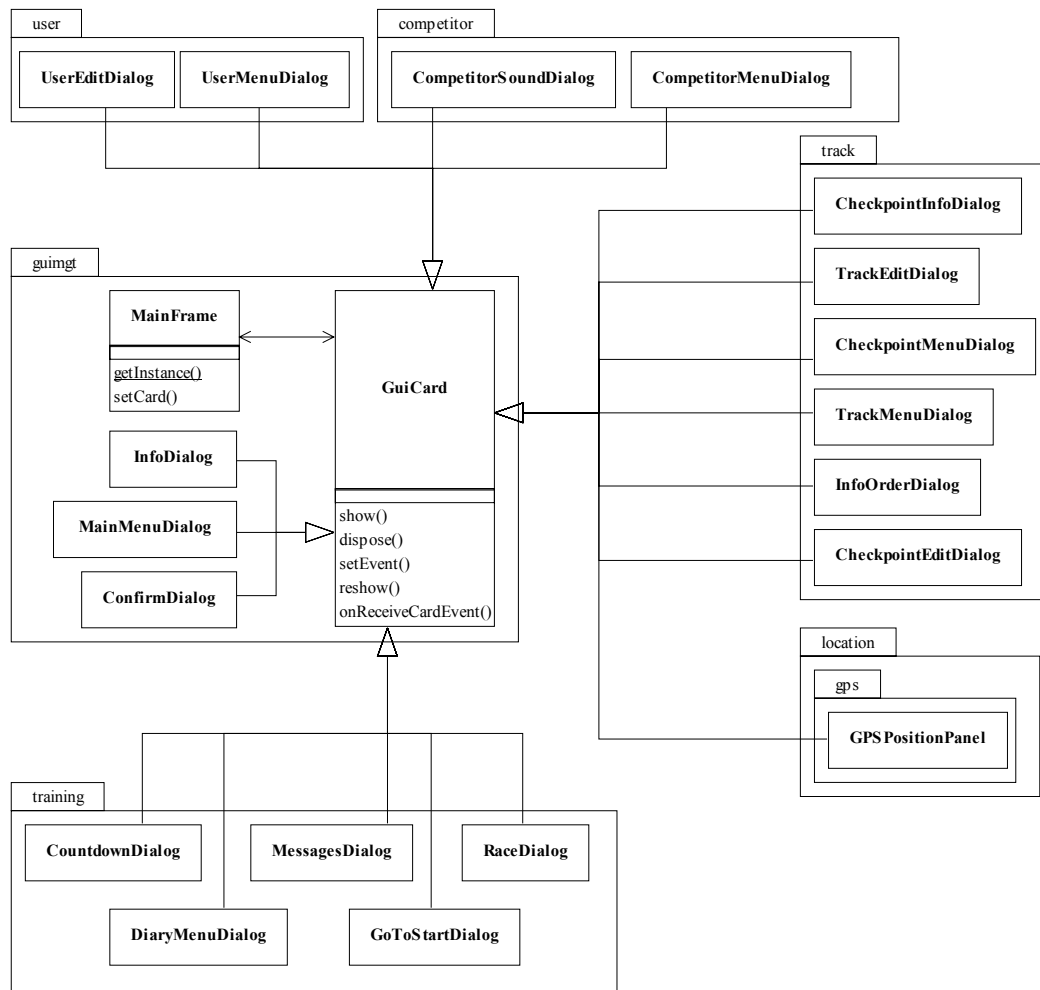 user
competitor
UserEditDialog
UserMenuDialog
CompetitorSoundDialog
CompetitorMenuDialog
track
CheckpointInfoDialog
TrackEditDialog
CheckpointMenuDialog
TrackMenuDialog
InfoOrderDialog
CheckpointEditDialog
guimgt
MainFrame
getInstance()
setCard()
GuiCard
show()
dispose()
setEvent()
reshow()
onReceiveCardEvent()
InfoDialog
MainMenuDialog
ConfirmDialog
location
gps
GPSPositionPanel
training
CountdownDialog
MessagesDialog
RaceDialog
DiaryMenuDialog
GoToStartDialog